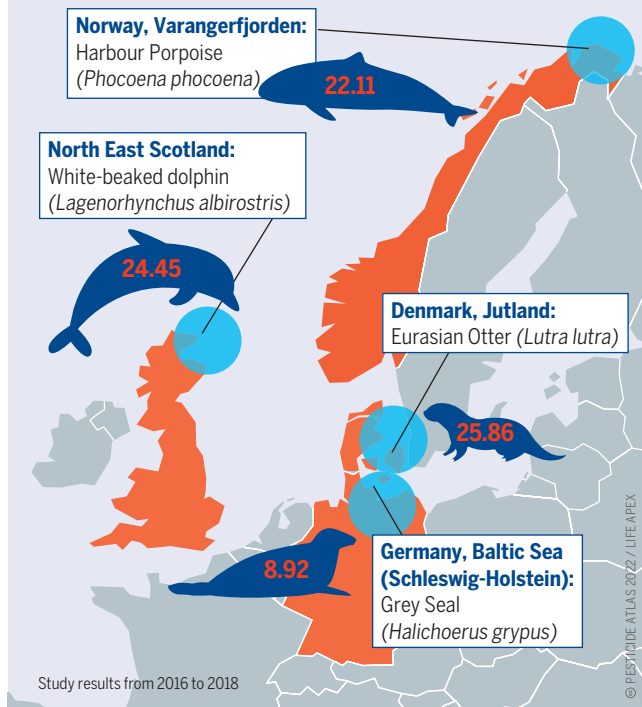 Norway, Varangerfjorden:
Harbour Porpoise
(Phocoena phocoena)
22.11
North East Scotland:
White-beaked dolphin
(Lagenorhynchus albirostris)
24.45
Denmark, Jutland:
Eurasian Otter (Lutra lutra)
25.86
Germany, Baltic Sea
(Schleswig-Holstein):
Grey Seal
(Halichoerus grypus)
8.92
Study results from 2016 to 2018
© PESTICIDE ATLAS 2022 / LIFE APEX